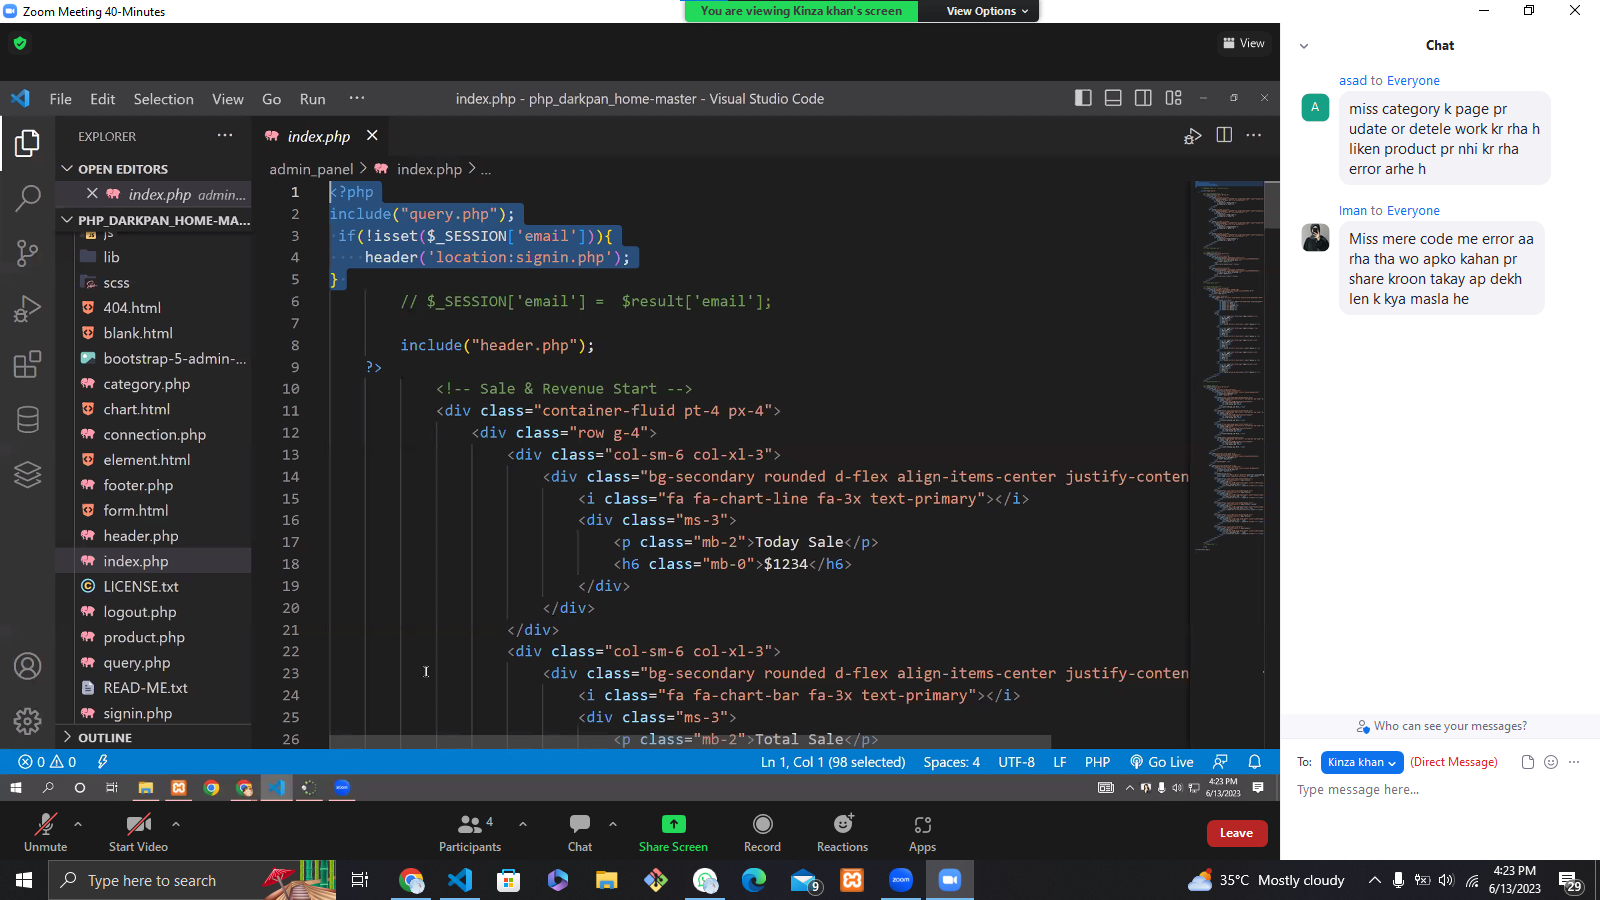 Zoom Meeting 40-Minutes
You are viewing Kinza khan's screen
View Options
View
File Edit Selection View Go Run ···
index.php - php_darkpan_home-master - Visual Studio Code
EXPLORER
OPEN EDITORS
index.php admin...
PHP_DARKPAN_HOME-MA...
js
lib
scss
404.html
blank.html
bootstrap-5-admin-...
category.php
chart.html
connection.php
element.html
footer.php
form.html
header.php
index.php
LICENSE.txt
logout.php
product.php
query.php
READ-ME.txt
signin.php
OUTLINE
index.php
admin_panel > index.php > ...
1 <?php
2 include("query.php");
3 if(!isset($_SESSION['email'])){
4 header('location:signin.php');
5 }
6 // $_SESSION['email'] = $result['email'];
7
8 include("header.php");
9 ?>
10 <!-- Sale & Revenue Start -->
11 <div class="container-fluid pt-4 px-4">
12 <div class="row g-4">
13 <div class="col-sm-6 col-xl-3">
14 <div class="bg-secondary rounded d-flex align-items-center justify-conten
15 <i class="fa fa-chart-line fa-3x text-primary"></i>
16 <div class="ms-3">
17 <p class="mb-2">Today Sale</p>
18 <h6 class="mb-0">$1234</h6>
19 </div>
20 </div>
21 </div>
22 <div class="col-sm-6 col-xl-3">
23 <div class="bg-secondary rounded d-flex align-items-center justify-conten
24 <i class="fa fa-chart-bar fa-3x text-primary"></i>
25 <div class="ms-3">
26 <p class="mb-2">Total Sale</p>
0 0
Ln 1, Col 1 (98 selected) Spaces: 4 UTF-8 LF PHP Go Live
4:23 PM
6/13/2023
Unmute
Start Video
4
Participants
Chat
Share Screen
Record
Reactions
Apps
Leave
Chat
asad to Everyone
A
miss category k page pr
udate or detele work kr rha h
liken product pr nhi kr rha
error arhe h
Iman to Everyone
Miss mere code me error aa
rha tha wo apko kahan pr
share kroon takay ap dekh
len k kya masla he
Who can see your messages?
To: Kinza khan (Direct Message)
Type message here...
Type here to search
9
zoom
35°C Mostly cloudy
4:23 PM
6/13/2023
29